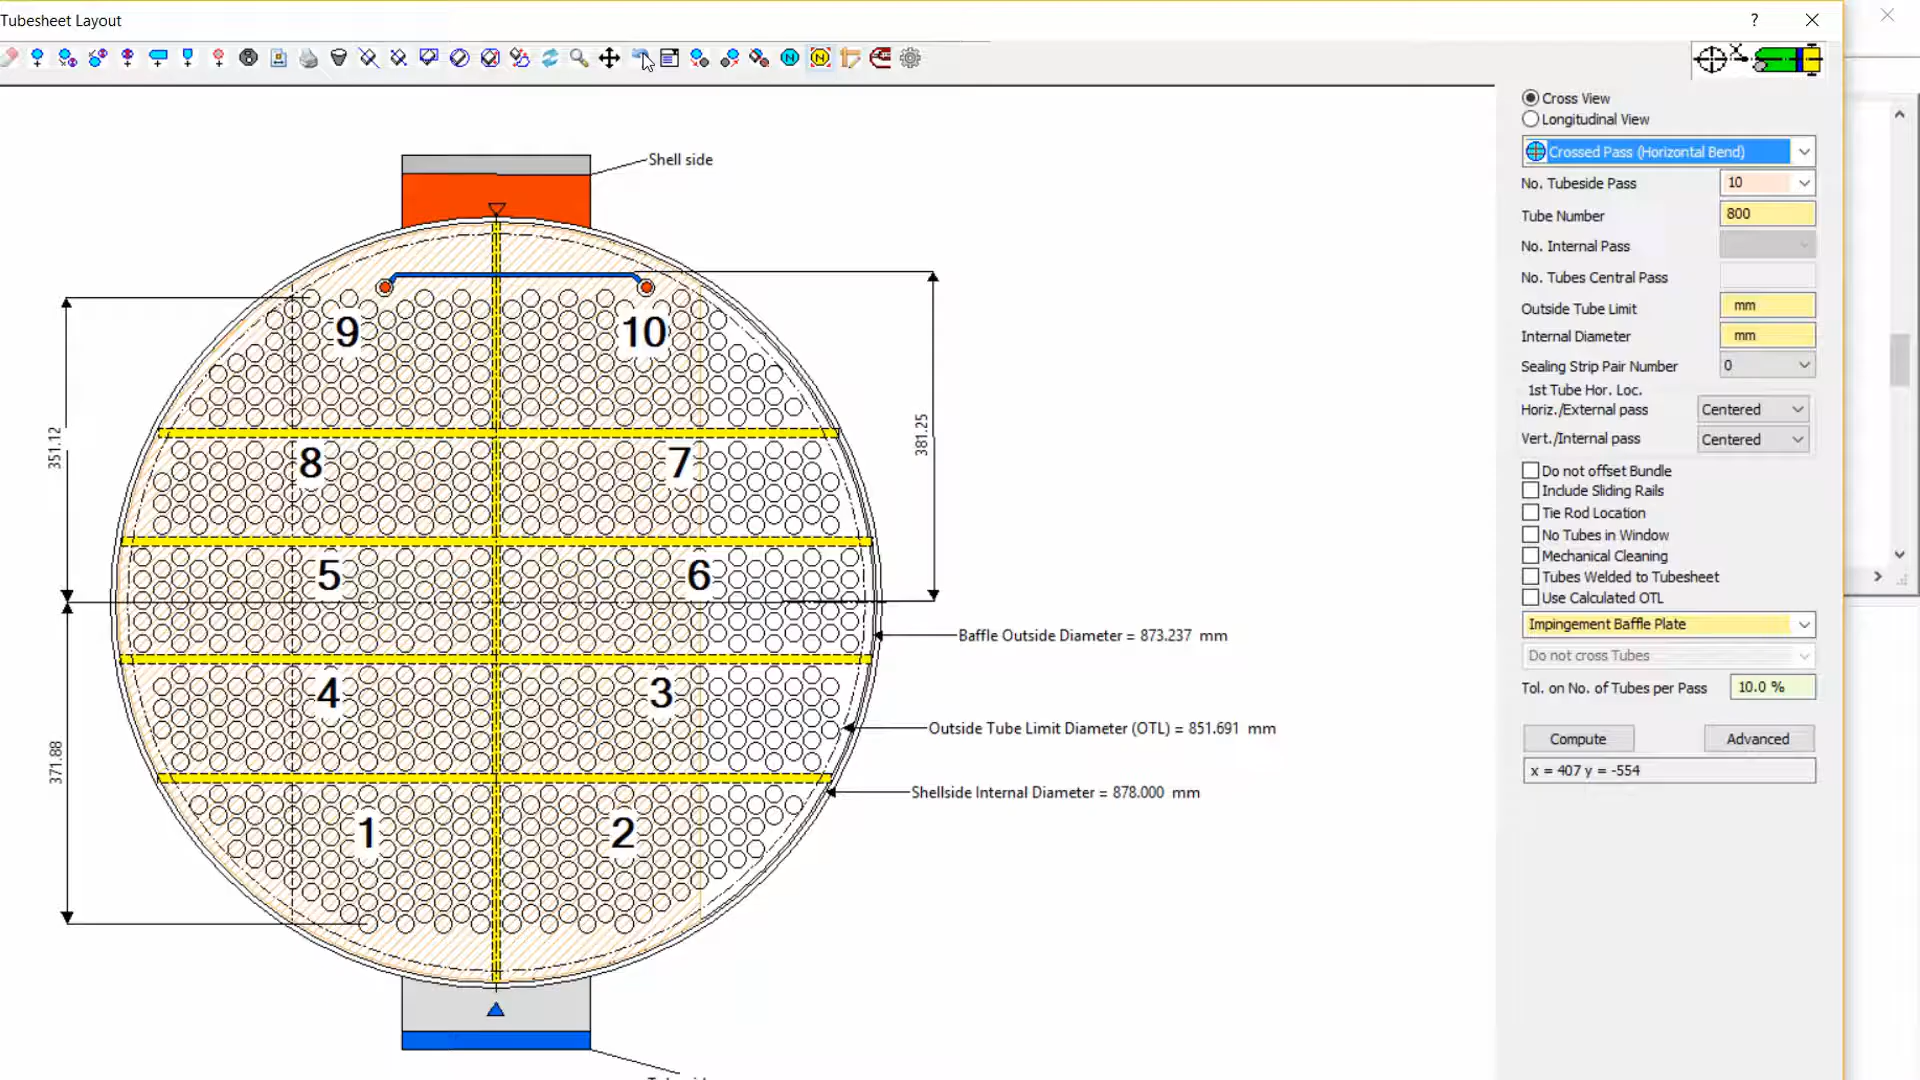 Tubesheet Layout
?
Shell side
9
10
8
7
5
6
4
3
1
2
351.12
371.88
381.25
Baffle Outside Diameter = 873.237 mm
Outside Tube Limit Diameter (OTL) = 851.691 mm
Shellside Internal Diameter = 878.000 mm
Cross View
Longitudinal View
Crossed Pass (Horizontal Bend)
No. Tubeside Pass 10
Tube Number 800
No. Internal Pass
No. Tubes Central Pass
Outside Tube Limit mm
Internal Diameter mm
Sealing Strip Pair Number 0
1st Tube Hor. Loc.
Horiz./External pass Centered
Vert./Internal pass Centered
Do not offset Bundle
Include Sliding Rails
Tie Rod Location
No Tubes in Window
Mechanical Cleaning
Tubes Welded to Tubesheet
Use Calculated OTL
Impingement Baffle Plate
Do not cross Tubes
Tol. on No. of Tubes per Pass 10.0 %
Compute Advanced
x = 407 y = -554